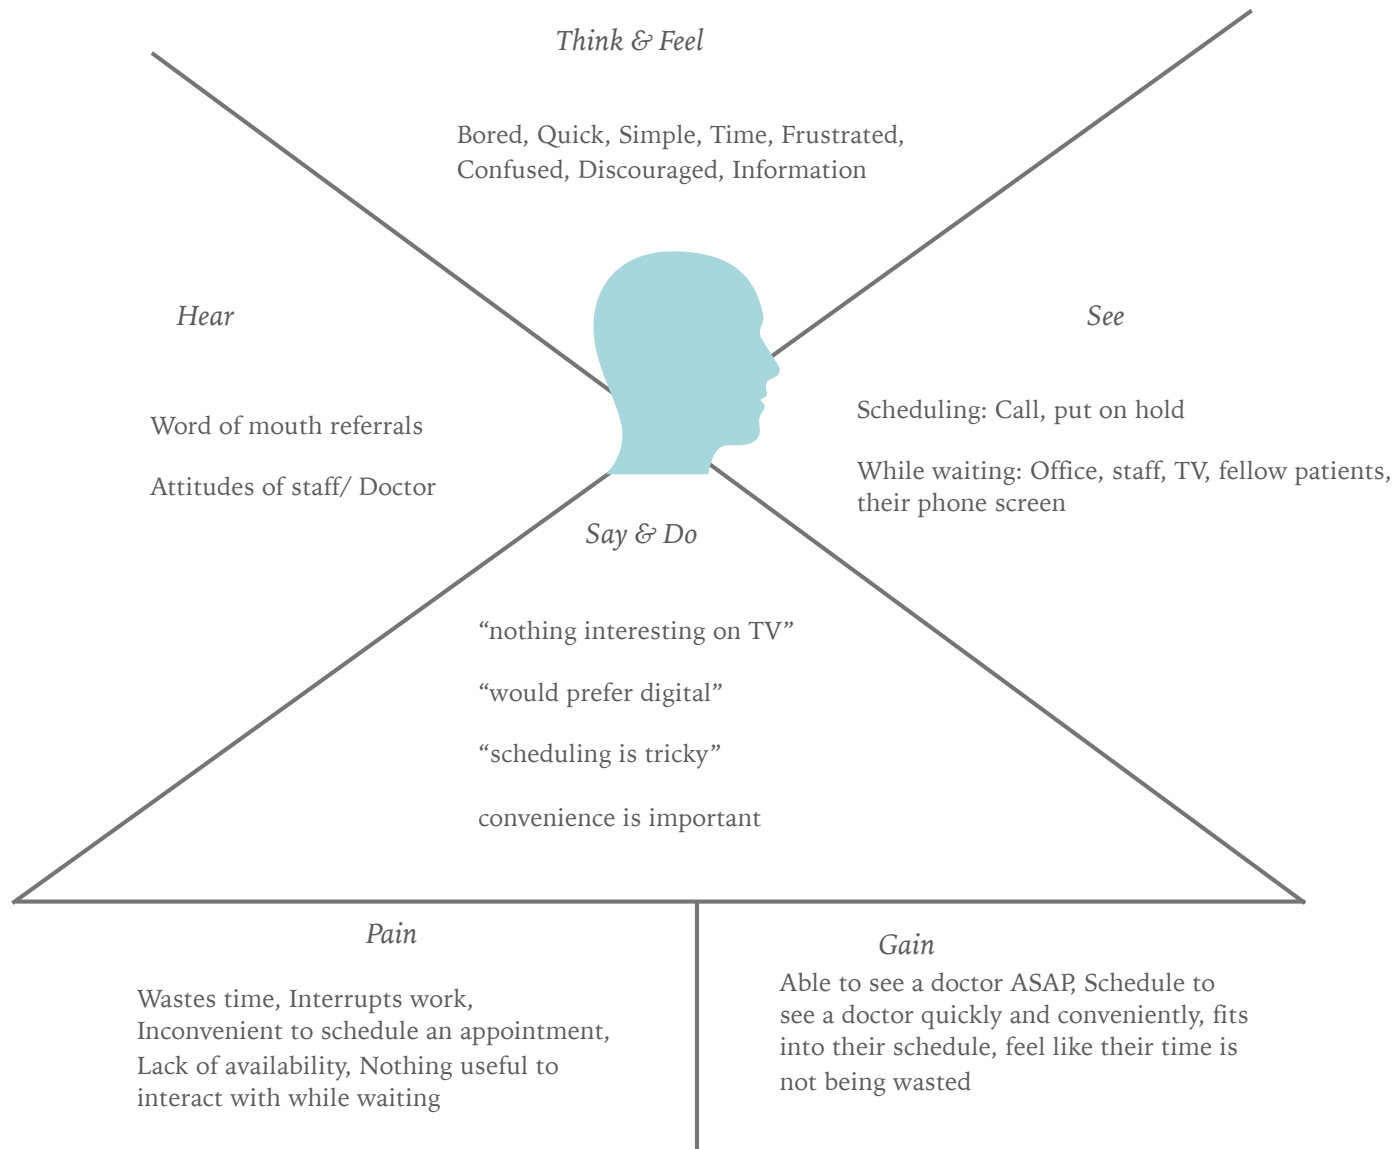 Think & Feel
Bored, Quick, Simple, Time, Frustrated,
Confused, Discouraged, Information
Hear
Word of mouth referrals
Attitudes of staff/ Doctor
See
Scheduling: Call, put on hold
While waiting: Office, staff, TV, fellow patients,
their phone screen
Say & Do
“nothing interesting on TV”
“would prefer digital”
“scheduling is tricky”
convenience is important
Pain
Wastes time, Interrupts work,
Inconvenient to schedule an appointment,
Lack of availability, Nothing useful to
interact with while waiting
Gain
Able to see a doctor ASAP, Schedule to
see a doctor quickly and conveniently, fits
into their schedule, feel like their time is
not being wasted